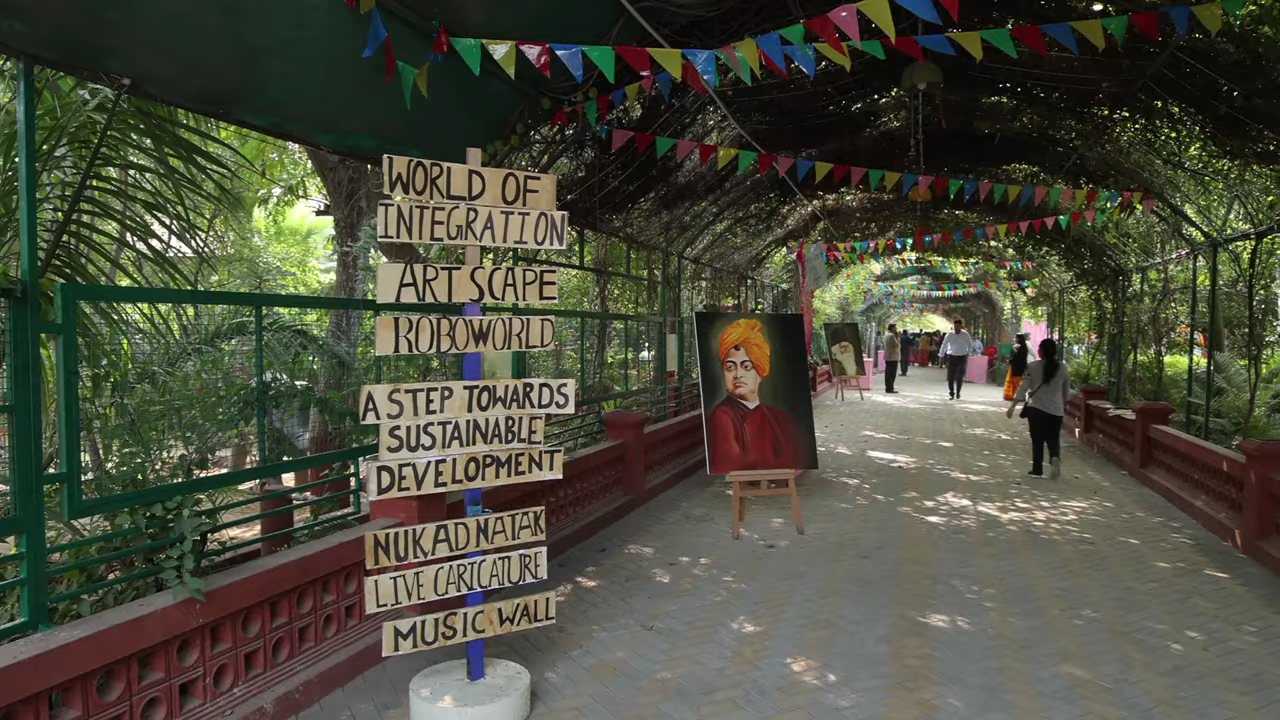 WORLD OF
INTEGRATION
ART SCAPE
ROBOWORLD
A STEP TOWARDS
SUSTAINABLE
DEVELOPMENT
NUKAD NATAK
LIVE CARICATURE
MUSIC WALL